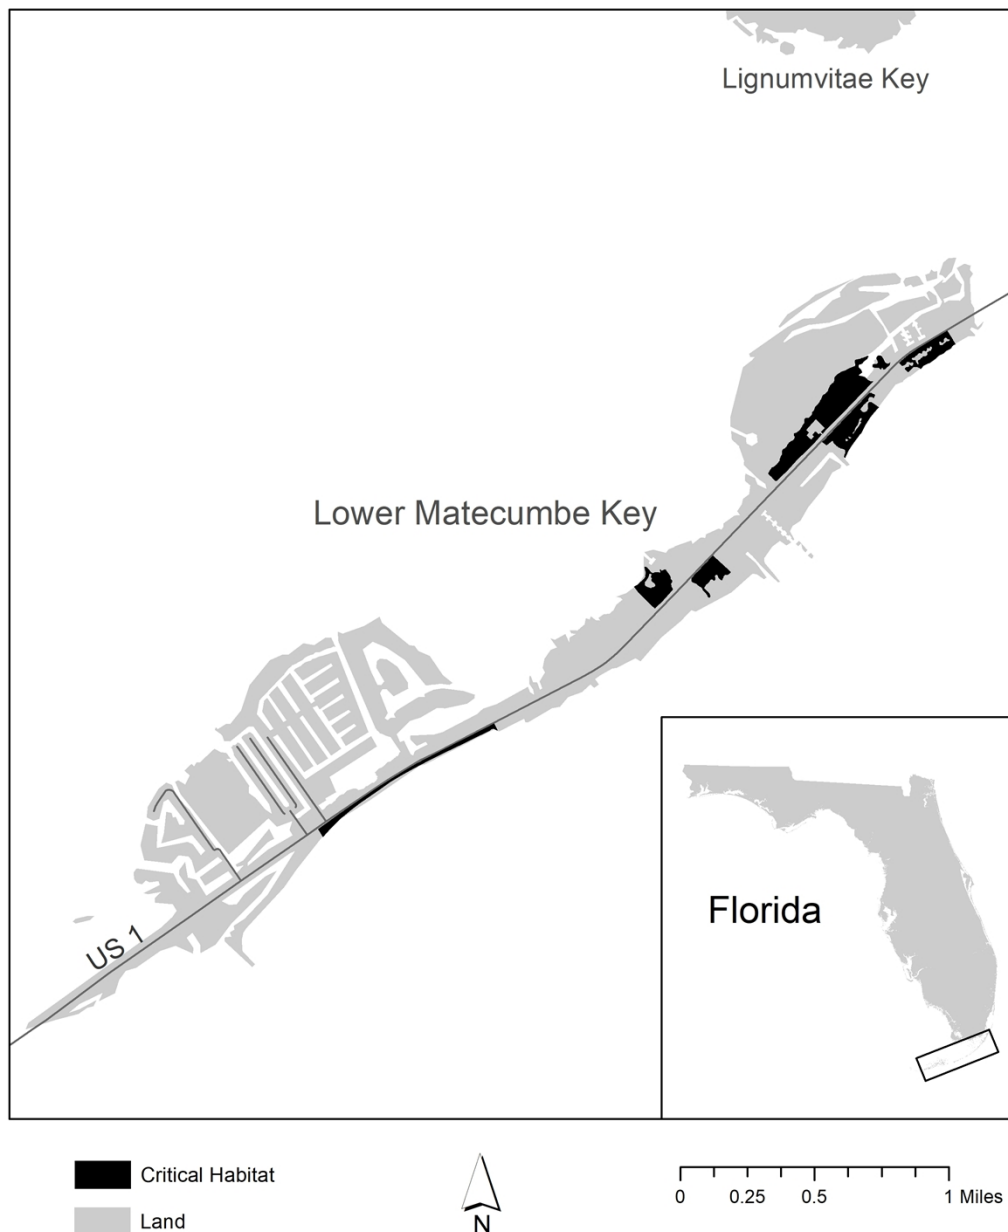 Lignumvitae Key
Lower Matecumbe Key
US 1
Florida
Critical Habitat
Land
N
0 0.25 0.5 1 Miles